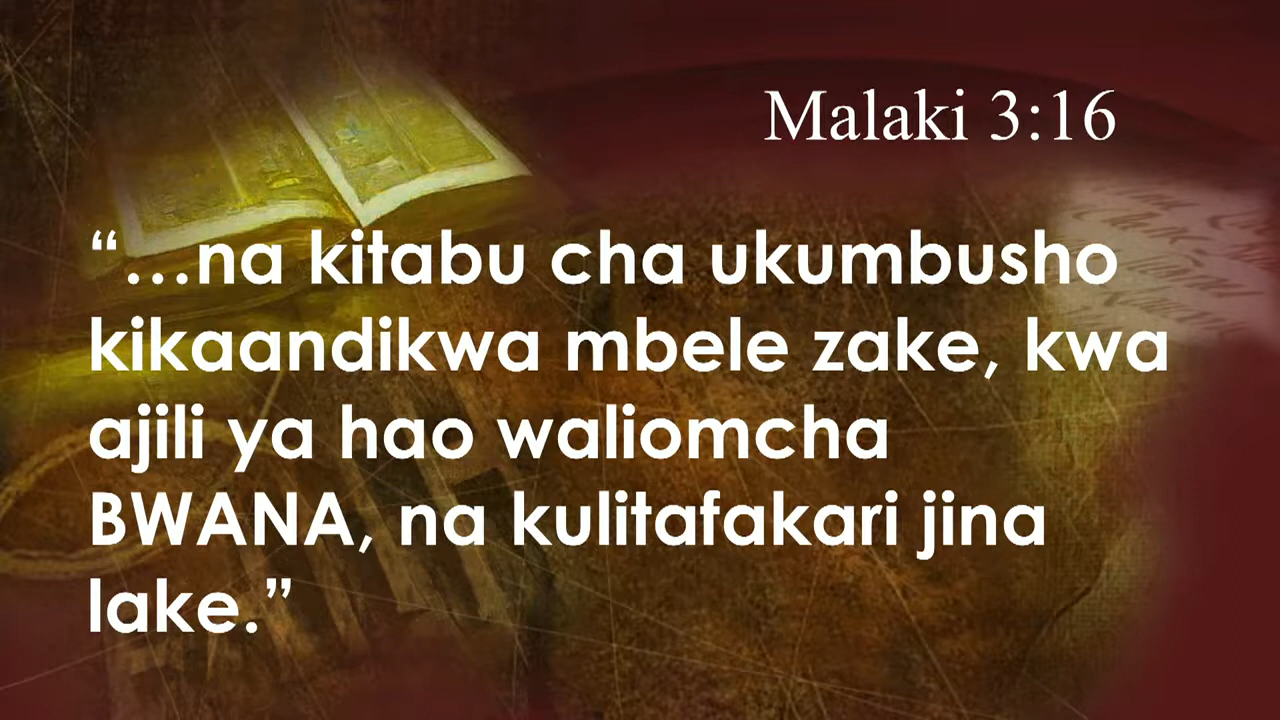 Malaki 3:16
“...na kitabu cha ukumbusho
kikaandikwa mbele zake, kwa
ajili ya hao waliomcha
BWANA, na kulitafakari jina
lake.”